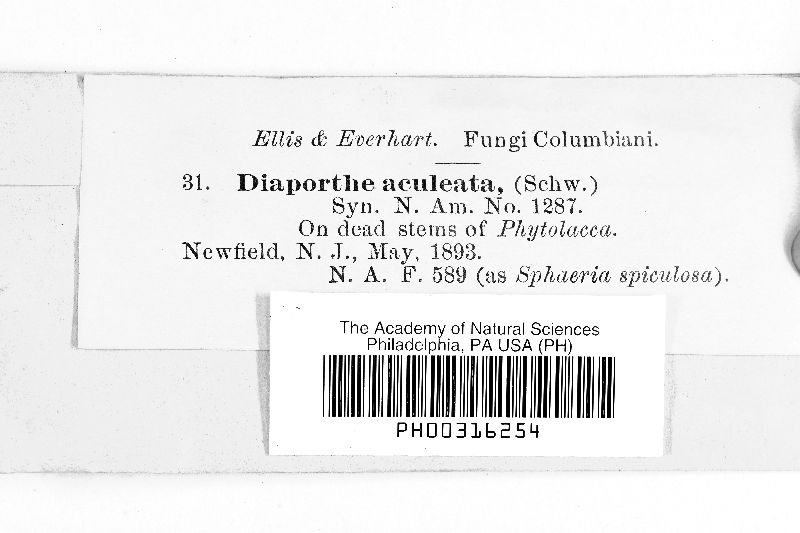 Ellis & Everhart. Fungi Columbiani.
31. Diaporthe aculeata, (Schw.)
Syn. N. Am. No. 1287.
On dead stems of Phytolacca.
Newfield, N. J., May, 1893.
N. A. F. 589 (as Sphaeria spiculosa).
The Academy of Natural Sciences
Philadelphia, PA USA (PH)
PH00316254